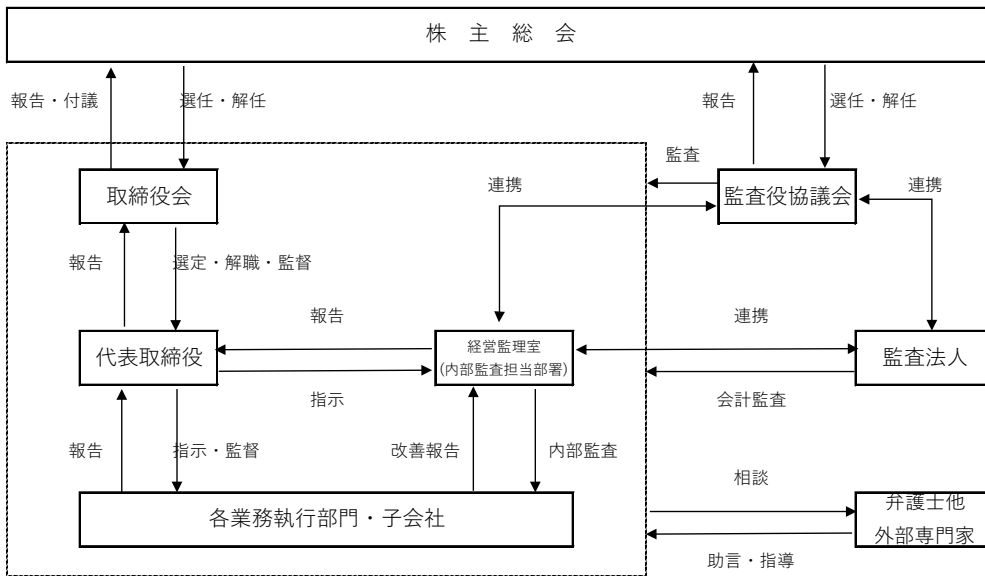 株 主 総 会
報告・付議
選任・解任
報告
選任・解任
監査
取締役会
連携
監査役協議会
連携
報告
選定・解職・監督
報告
連携
代表取締役
経営監理室
(内部監査担当部署)
監査法人
指示
会計監査
報告
指示・監督
改善報告
内部監査
相談
各業務執行部門・子会社
弁護士他
外部専門家
助言・指導